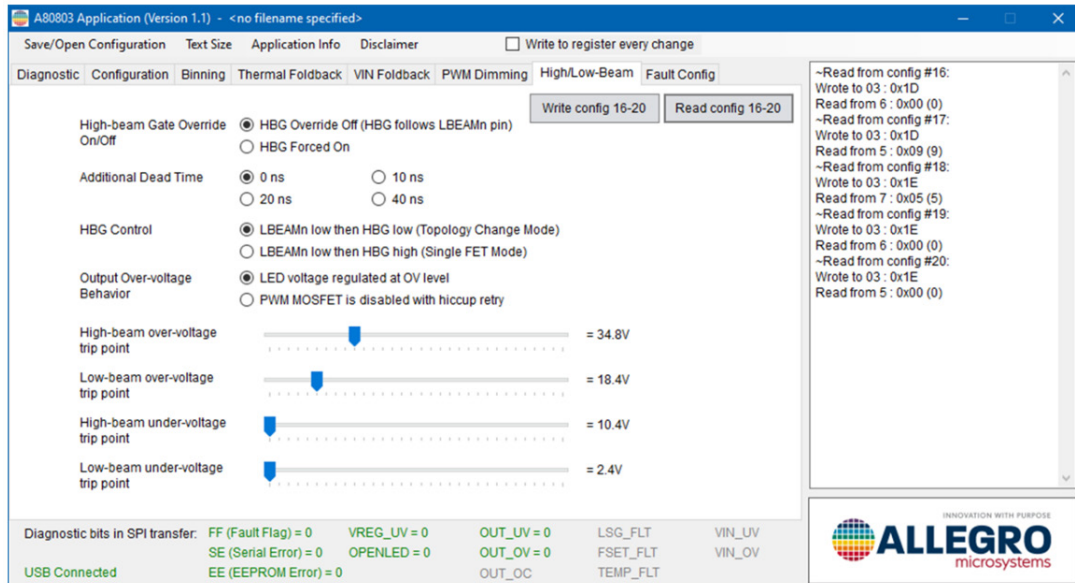 A80803 Application (Version 1.1) - <no filename specified>
Save/Open Configuration Text Size Application Info Disclaimer Write to register every change
Diagnostic Configuration Binning Thermal Foldback VIN Foldback PWM Dimming High/Low-Beam Fault Config
Write config 16-20 Read config 16-20
High-beam Gate Override
On/Off
HBG Override Off (HBG follows LBEAMn pin)
HBG Forced On
Additional Dead Time
0 ns 10 ns
20 ns 40 ns
HBG Control
LBEAMn low then HBG low (Topology Change Mode)
LBEAMn low then HBG high (Single FET Mode)
Output Over-voltage
Behavior
LED voltage regulated at OV level
PWM MOSFET is disabled with hiccup retry
High-beam over-voltage
trip point
= 34.8V
Low-beam over-voltage
trip point
= 18.4V
High-beam under-voltage
trip point
= 10.4V
Low-beam under-voltage
trip point
= 2.4V
~Read from config #16:
Wrote to 03 : 0x1D
Read from 6 : 0x00 (0)
~Read from config #17:
Wrote to 03 : 0x1D
Read from 5 : 0x09 (9)
~Read from config #18:
Wrote to 03 : 0x1E
Read from 7 : 0x05 (5)
~Read from config #19:
Wrote to 03 : 0x1E
Read from 6 : 0x00 (0)
~Read from config #20:
Wrote to 03 : 0x1E
Read from 5 : 0x00 (0)
Diagnostic bits in SPI transfer: FF (Fault Flag) = 0 VREG_UV = 0 OUT_UV = 0 LSG_FLT VIN_UV
SE (Serial Error) = 0 OPENLED = 0 OUT_OV = 0 FSET_FLT VIN_OV
USB Connected EE (EEPROM Error) = 0 OUT_OC TEMP_FLT
INNOVATION WITH PURPOSE
ALLEGRO
microsystems